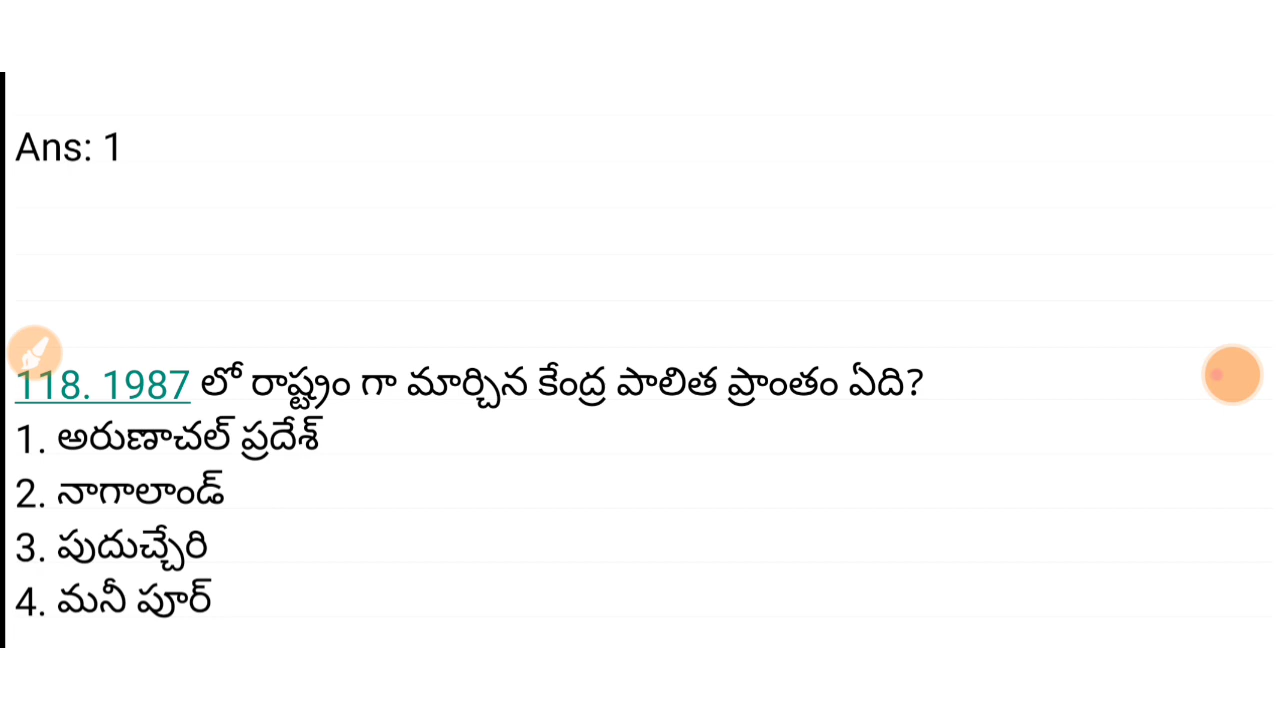 Ans: 1
118. 1987 లో రాష్ట్రం గా మార్చిన కేంద్ర పాలిత ప్రాంతం ఏది?
1. అరుణాచల్ ప్రదేశ్
2. నాగాలాండ్
3. పుదుచ్చేరి
4. మనీ పూర్